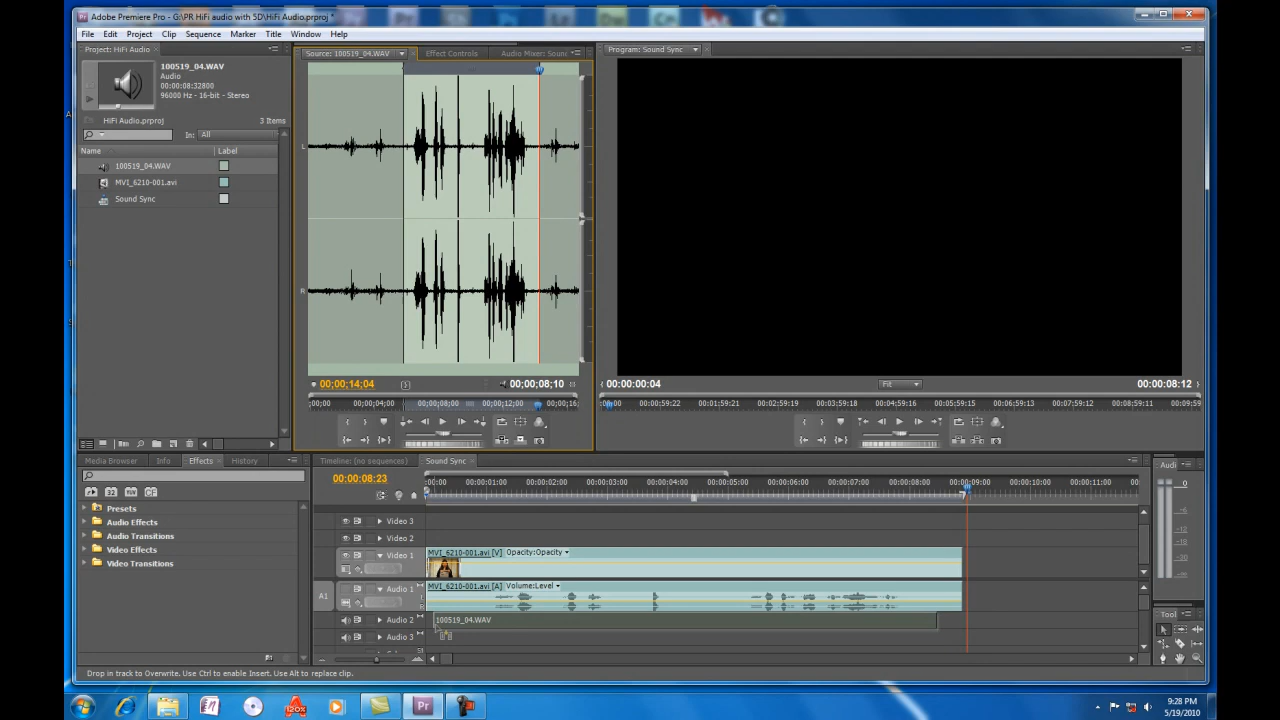 Adobe Premiere Pro - G:\PR HiFi audio with 5D\HiFi Audio.prproj *
File Edit Project Clip Sequence Marker Title Window Help
Project: HiFi Audio
100519_04.WAV
Audio
00:00:08:32800
96000 Hz - 16-bit - Stereo
HiFi Audio.prproj 3 Items
In: All
Name Label
100519_04.WAV
MVI_6210-001.avi
Sound Sync
Source: 100519_04.WAV Effect Controls Audio Mixer: Soun
L
R
00;00;14;04 00;00;08;10
;00;00 00;00;04;00 00;00;08;00 00;00;12;00 00;00;16;
Program: Sound Sync
00:00:00:04 Fit 00:00:08:12
00:00 00:00:59:22 00:01:59:21 00:02:59:19 00:03:59:18 00:04:59:16 00:05:59:15 00:06:59:13 00:07:59:12 00:08:59:11 00:09:59
Media Browser Info Effects History
Presets
Audio Effects
Audio Transitions
Video Effects
Video Transitions
Timeline: (no sequences) Sound Sync
00:00:08:23
:00:00 00:00:01:00 00:00:02:00 00:00:03:00 00:00:04:00 00:00:05:00 00:00:06:00 00:00:07:00 00:00:08:00 00:00:09:00 00:00:10:00 00:00:11:00
Video 3
Video 2
Video 1 MVI_6210-001.avi [V] Opacity:Opacity
A1 Audio 1 MVI_6210-001.avi [A] Volume:Level
Audio 2 100519_04.WAV
Audio 3
Audi
0
-6
-12
-18
-30
Tool
Drop in track to Overwrite. Use Ctrl to enable Insert. Use Alt to replace clip.
120%
Pr
9:28 PM
5/19/2010